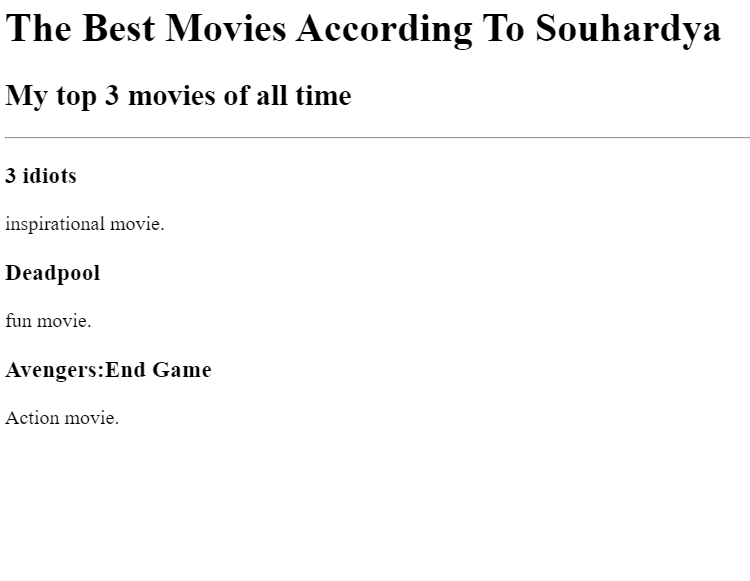 The Best Movies According To Souhardya
My top 3 movies of all time
3 idiots
inspirational movie.
Deadpool
fun movie.
Avengers:End Game
Action movie.